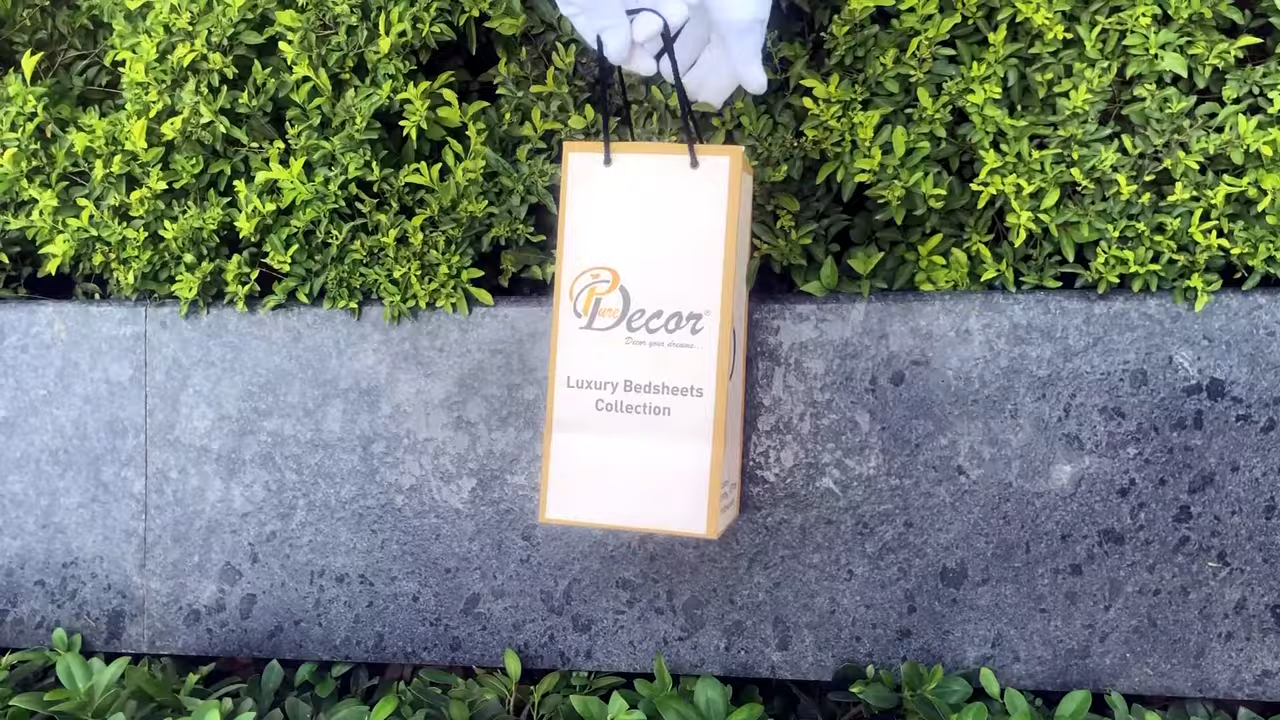 Pure Decor®
Decor your dreams...
Luxury Bedsheets
Collection